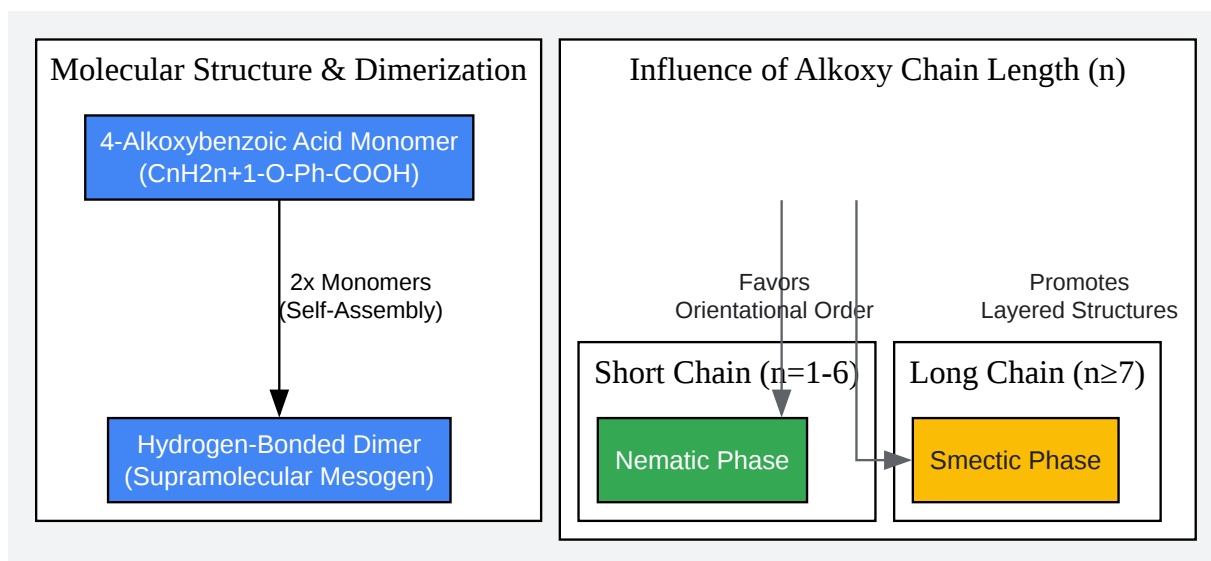 Molecular Structure & Dimerization
4-Alkoxybenzoic Acid Monomer
(CnH2n+1-O-Ph-COOH)
2x Monomers
(Self-Assembly)
Hydrogen-Bonded Dimer
(Supramolecular Mesogen)
Influence of Alkoxy Chain Length (n)
Favors
Orientational Order
Promotes
Layered Structures
Short Chain (n=1-6)
Nematic Phase
Long Chain (n≥7)
Smectic Phase